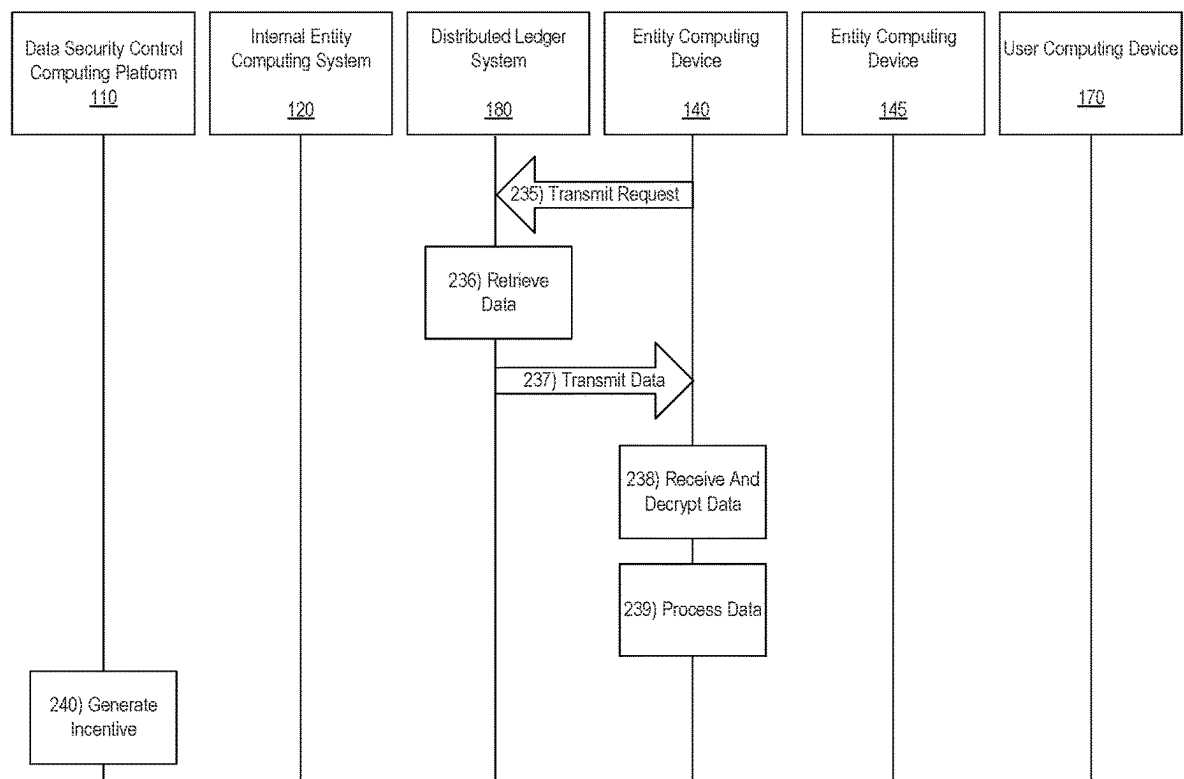 Data Security Control
Computing Platform
110
Internal Entity
Computing System
120
Distributed Ledger
System
180
Entity Computing
Device
140
Entity Computing
Device
145
User Computing Device
170
235) Transmit Request
236) Retrieve
Data
237) Transmit Data
238) Receive And
Decrypt Data
239) Process Data
240) Generate
Incentive